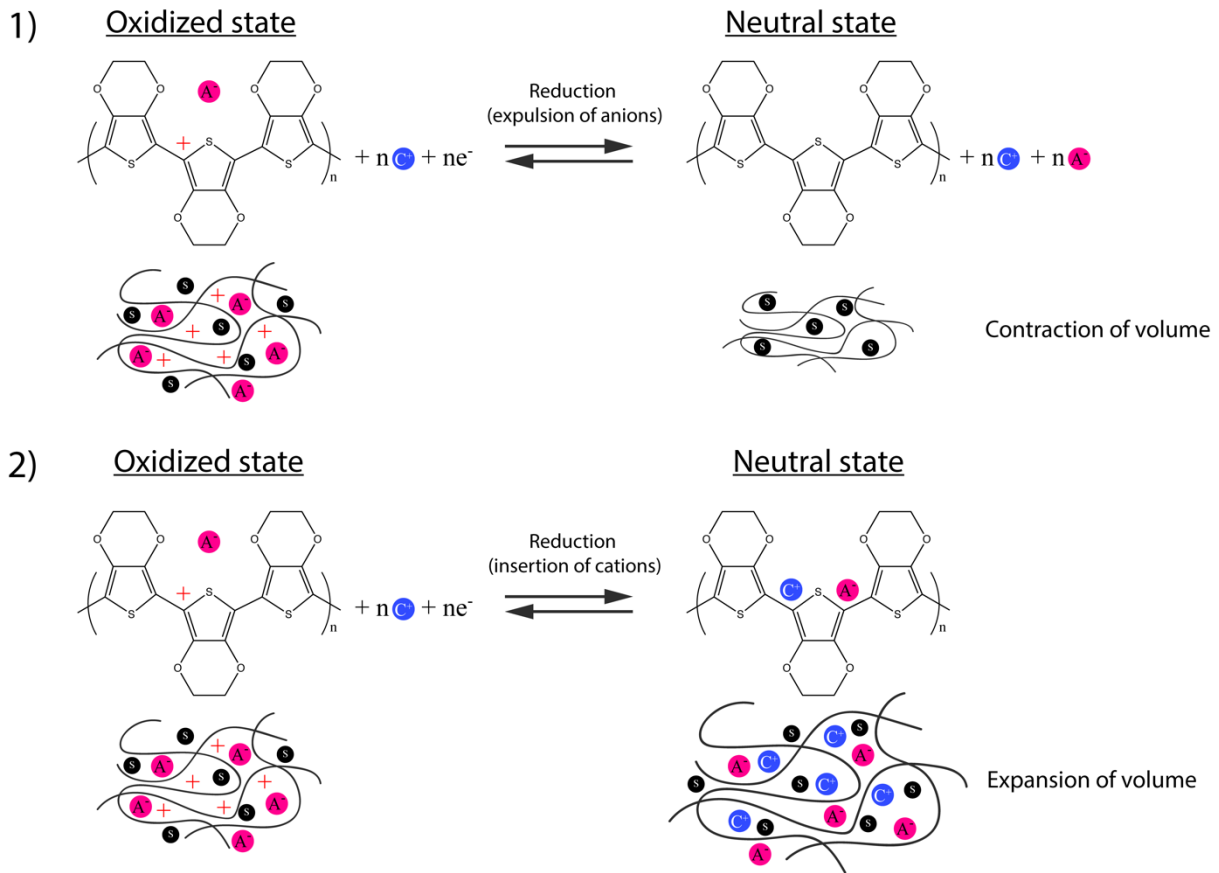 1)
Oxidized state
Neutral state
O O O O
A⁻
O O O O
Reduction
(expulsion of anions)
+
S
S S
n
+ n C⁺ + ne⁻
S
S S
n
+ n C⁺ + n A⁻
O O
O O
S
+
A⁻
S
S
A⁻
+
S
+
A⁻
+
+
S
A⁻
S
A⁻
S
S
S
S
S
Contraction of volume
2)
Oxidized state
Neutral state
O O O O
A⁻
O O O O
Reduction
(insertion of cations)
+
S
S S
n
+ n C⁺ + ne⁻
C⁺
S
A⁻
S S
n
O O
O O
S
+
A⁻
S
S
A⁻
+
S
+
A⁻
+
+
S
A⁻
S
A⁻
S
C⁺
S
A⁻
C⁺
A⁻
S
S
C⁺
C⁺
S
C⁺
S
A⁻
S
A⁻
A⁻
Expansion of volume